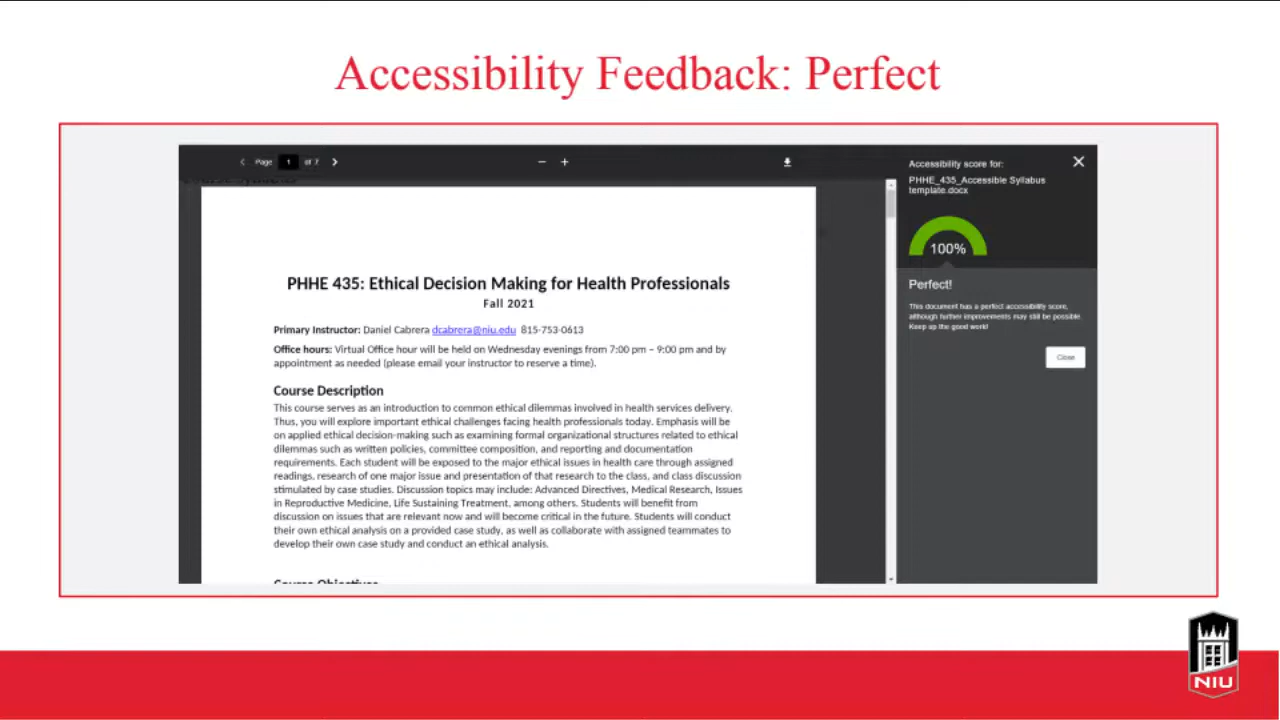 Accessibility Feedback: Perfect
Page 1 of 7
Accessibility score for:
PHHE_435_Accessible Syllabus
template.docx
100%
Perfect!
This document has a perfect accessibility score,
although further improvements may still be possible.
Keep up the good work!
Close
PHHE 435: Ethical Decision Making for Health Professionals
Fall 2021
Primary Instructor: Daniel Cabrera dcabrera@niu.edu 815-753-0613
Office hours: Virtual Office hour will be held on Wednesday evenings from 7:00 pm – 9:00 pm and by
appointment as needed (please email your instructor to reserve a time).
Course Description
This course serves as an introduction to common ethical dilemmas involved in health services delivery.
Thus, you will explore important ethical challenges facing health professionals today. Emphasis will be
on applied ethical decision-making such as examining formal organizational structures related to ethical
dilemmas such as written policies, committee composition, and reporting and documentation
requirements. Each student will be exposed to the major ethical issues in health care through assigned
readings, research of one major issue and presentation of that research to the class, and class discussion
stimulated by case studies. Discussion topics may include: Advanced Directives, Medical Research, Issues
in Reproductive Medicine, Life Sustaining Treatment, among others. Students will benefit from
discussion on issues that are relevant now and will become critical in the future. Students will conduct
their own ethical analysis on a provided case study, as well as collaborate with assigned teammates to
develop their own case study and conduct an ethical analysis.
Course Objectives
NIU